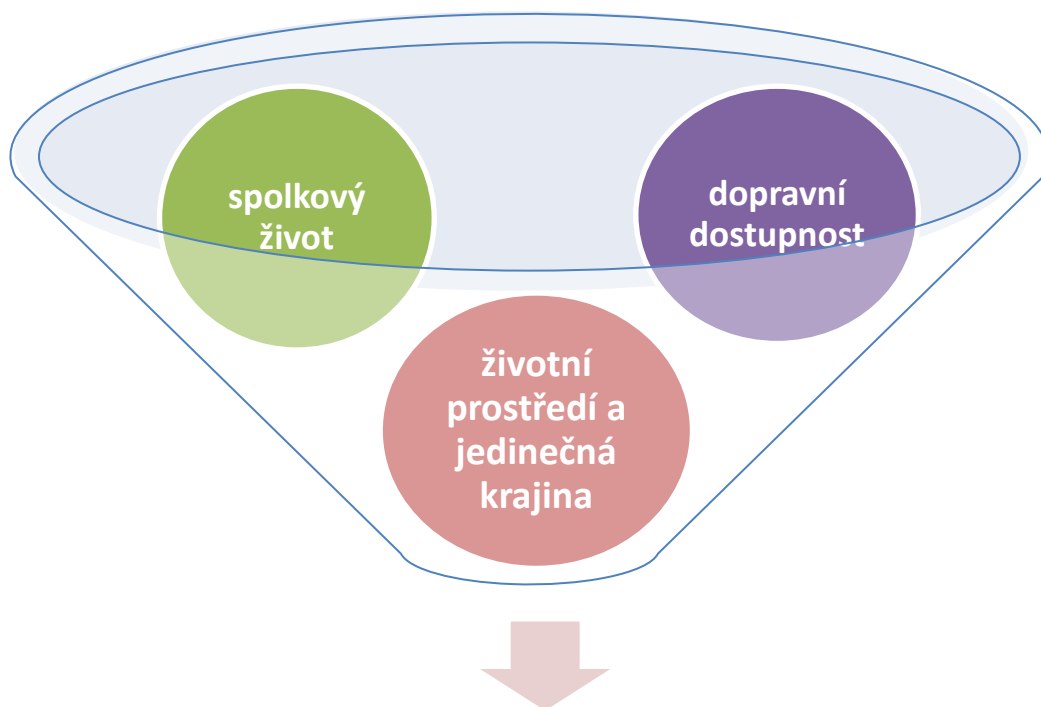 spolkový
život
dopravní
dostupnost
životní
prostředí a
jedinečná
krajina